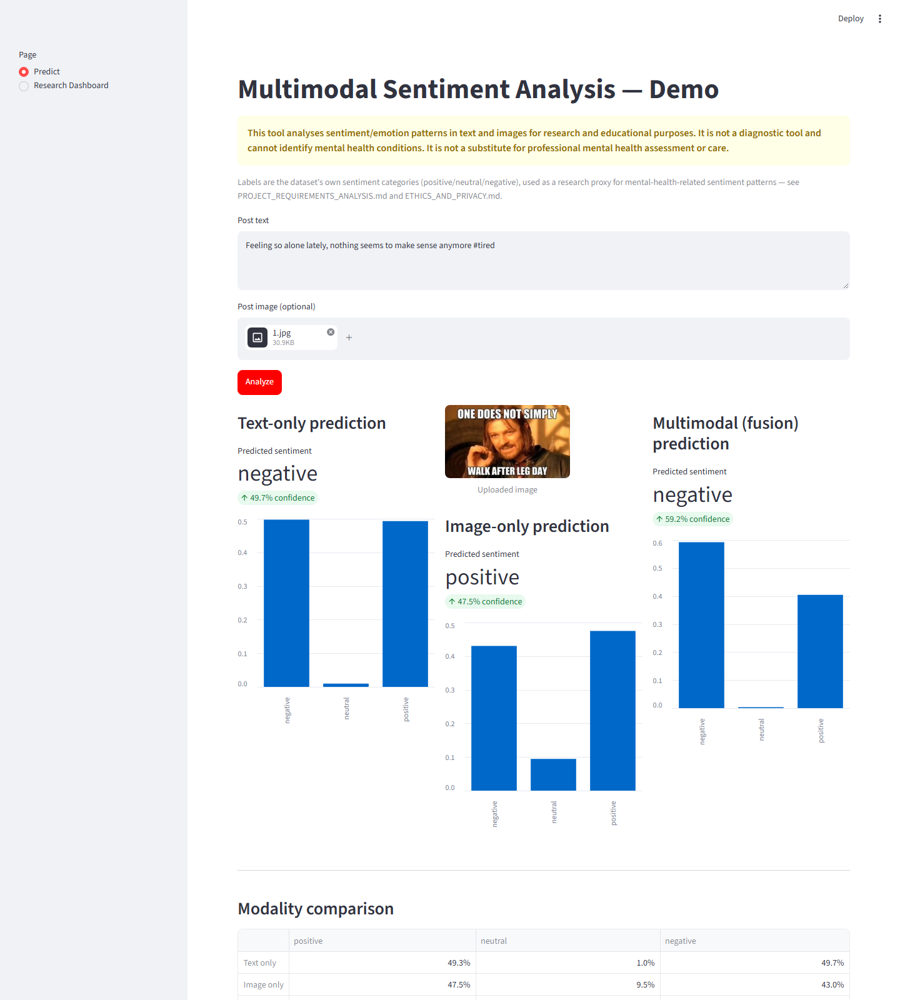 Deploy
Page
Predict
Research Dashboard
Multimodal Sentiment Analysis — Demo
This tool analyses sentiment/emotion patterns in text and images for research and educational purposes. It is not a diagnostic tool and
cannot identify mental health conditions. It is not a substitute for professional mental health assessment or care.
Labels are the dataset's own sentiment categories (positive/neutral/negative), used as a research proxy for mental-health-related sentiment patterns — see
PROJECT_REQUIREMENTS_ANALYSIS.md and ETHICS_AND_PRIVACY.md.
Post text
Feeling so alone lately, nothing seems to make sense anymore #tired
Post image (optional)
1.jpg
30.9KB
Analyze
Text-only prediction
Predicted sentiment
negative
↑ 49.7% confidence
0.5
0.4
0.3
0.2
0.1
0.0
negative
neutral
positive
ONE DOES NOT SIMPLY
WALK AFTER LEG DAY
Uploaded image
Image-only prediction
Predicted sentiment
positive
↑ 47.5% confidence
0.5
0.4
0.3
0.2
0.1
0.0
negative
neutral
positive
Multimodal (fusion)
prediction
Predicted sentiment
negative
↑ 59.2% confidence
0.6
0.5
0.4
0.3
0.2
0.1
0.0
negative
neutral
positive
Modality comparison
positive neutral negative
Text only 49.3% 1.0% 49.7%
Image only 47.5% 9.5% 43.0%